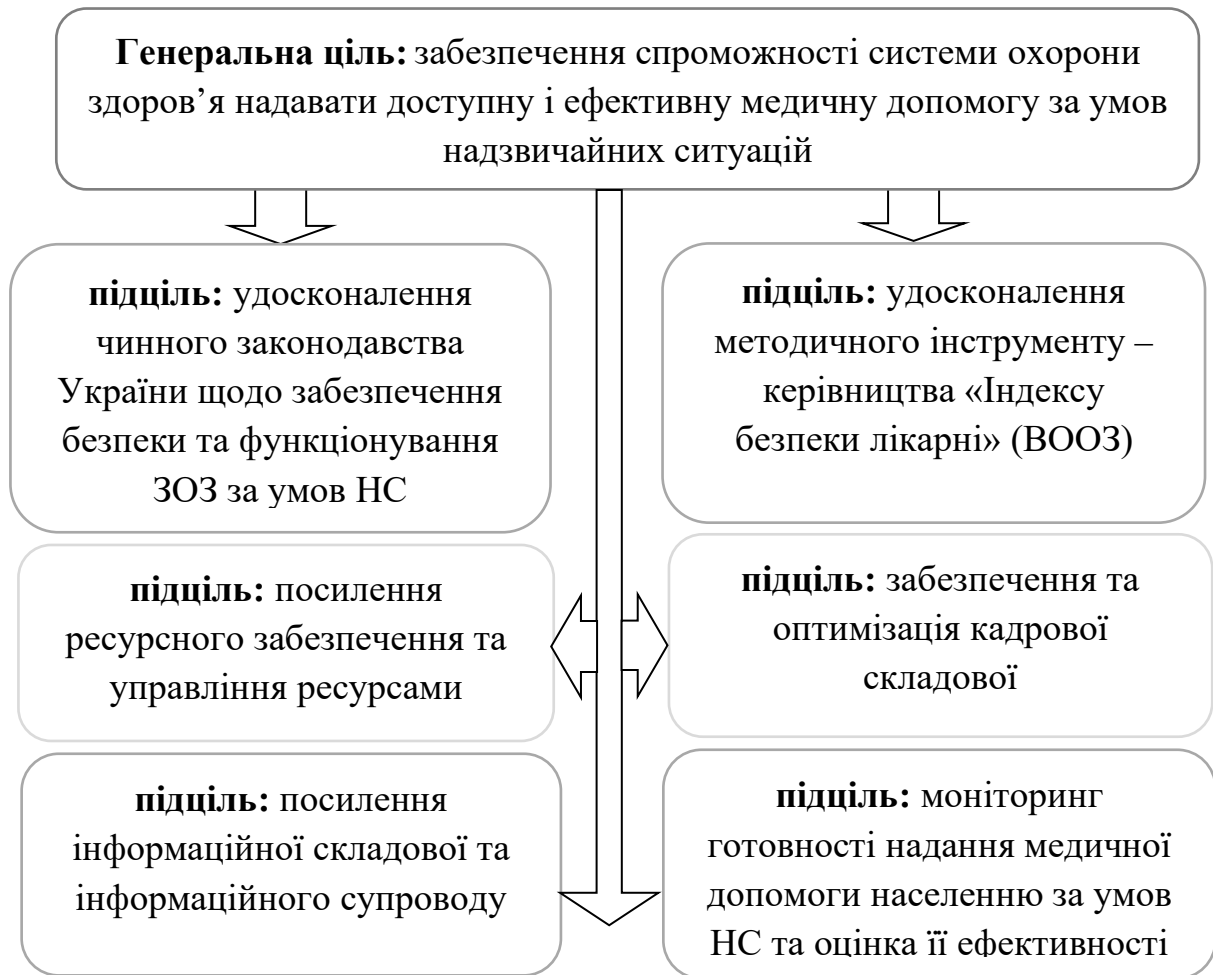 Генеральна ціль: забезпечення спроможності системи охорони
здоров’я надавати доступну і ефективну медичну допомогу за умов
надзвичайних ситуацій
підціль: удосконалення
чинного законодавства
України щодо забезпечення
безпеки та функціонування
ЗОЗ за умов НС
підціль: удосконалення
методичного інструменту –
керівництва «Індексу
безпеки лікарні» (ВООЗ)
підціль: посилення
ресурсного забезпечення та
управління ресурсами
підціль: забезпечення та
оптимізація кадрової
складової
підціль: посилення
інформаційної складової та
інформаційного супроводу
підціль: моніторинг
готовності надання медичної
допомоги населенню за умов
НС та оцінка її ефективності